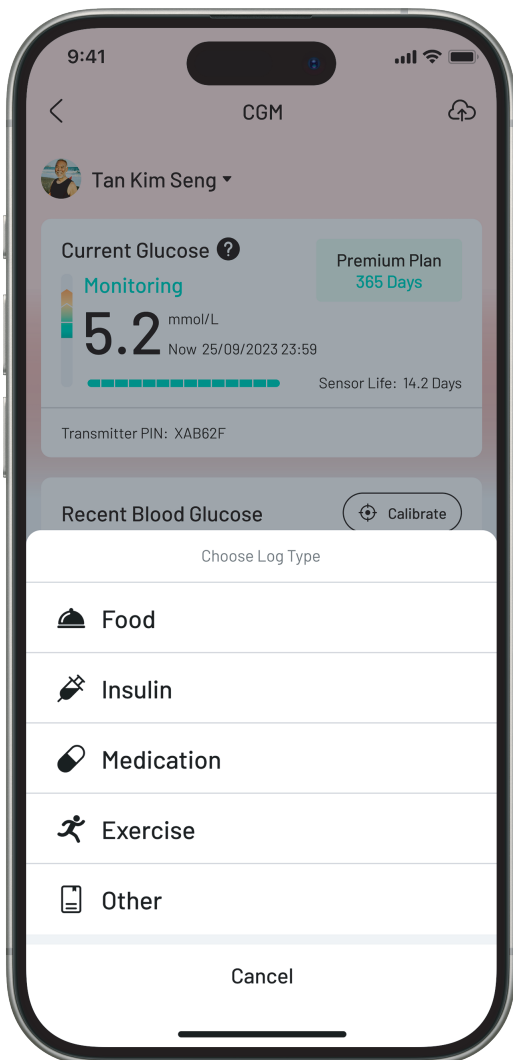 9:41
CGM
Tan Kim Seng
Current Glucose ?
Premium Plan
365 Days
Monitoring
5.2 mmol/L
Now 25/09/2023 23:59
Sensor Life: 14.2 Days
Transmitter PIN: XAB62F
Recent Blood Glucose
Calibrate
Choose Log Type
Food
Insulin
Medication
Exercise
Other
Cancel